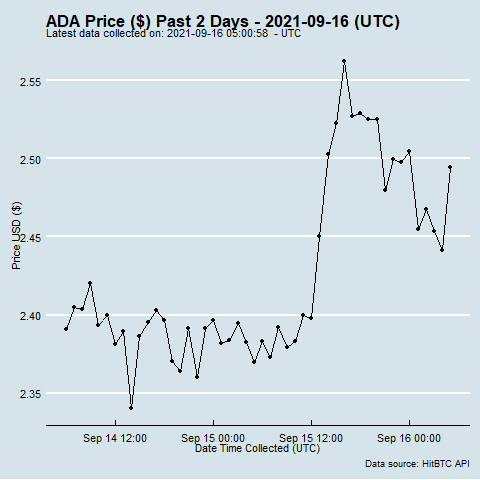 ADA Price ($) Past 2 Days - 2021-09-16 (UTC)
Latest data collected on: 2021-09-16 05:00:58 - UTC
2.55
2.50
2.45
2.40
2.35
Price USD ($)
Sep 14 12:00
Sep 15 00:00
Sep 15 12:00
Sep 16 00:00
Date Time Collected (UTC)
Data source: HitBTC API